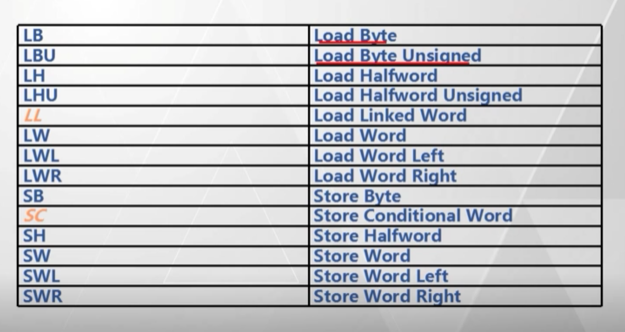 LB Load Byte
LBU Load Byte Unsigned
LH Load Halfword
LHU Load Halfword Unsigned
LL Load Linked Word
LW Load Word
LWL Load Word Left
LWR Load Word Right
SB Store Byte
SC Store Conditional Word
SH Store Halfword
SW Store Word
SWL Store Word Left
SWR Store Word Right